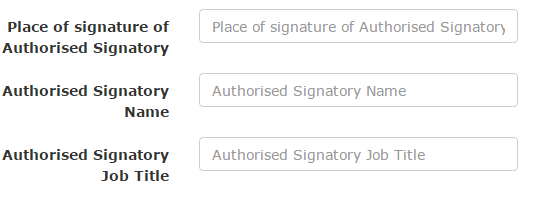 Place of signature of
Authorised Signatory
Place of signature of Authorised Signatory
Authorised Signatory
Name
Authorised Signatory Name
Authorised Signatory
Job Title
Authorised Signatory Job Title